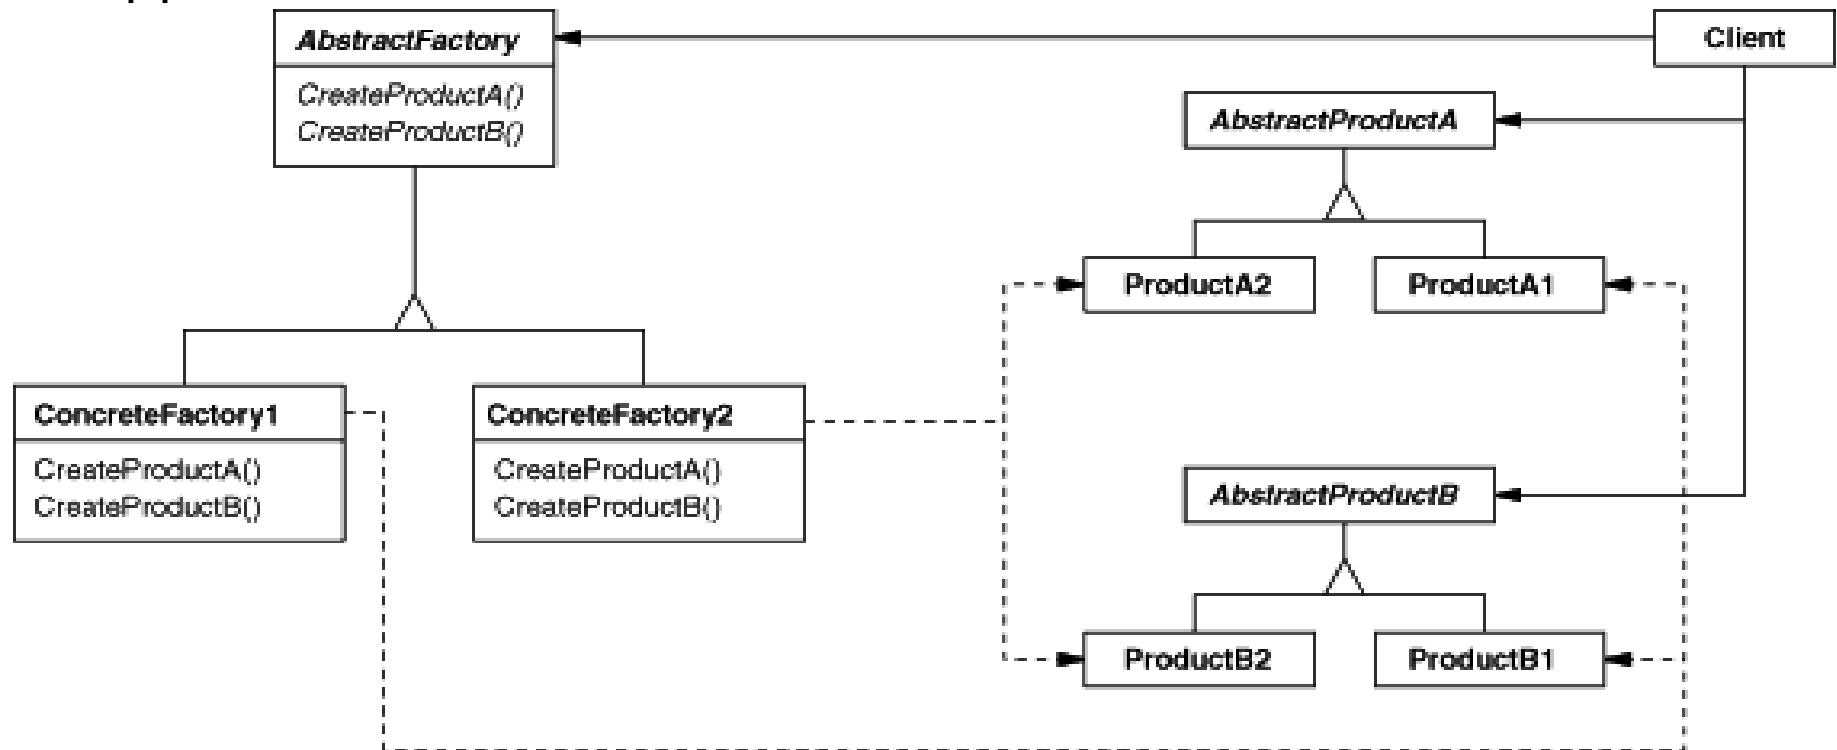 AbstractFactory
CreateProductA()
CreateProductB()
Client
AbstractProductA
ProductA2
ProductA1
ConcreteFactory1
CreateProductA()
CreateProductB()
ConcreteFactory2
CreateProductA()
CreateProductB()
AbstractProductB
ProductB2
ProductB1